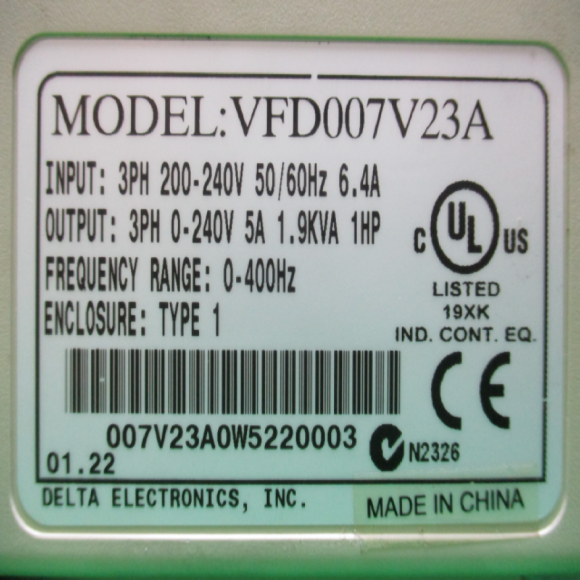 MODEL:VFD007V23A
INPUT: 3PH 200-240V 50/60Hz 6.4A
OUTPUT: 3PH 0-240V 5A 1.9KVA 1HP
FREQUENCY RANGE: 0-400Hz
ENCLOSURE: TYPE 1
C UL US
LISTED
19XK
IND. CONT. EQ.
CE
007V23A0W5220003
N2326
01.22
DELTA ELECTRONICS, INC.
MADE IN CHINA